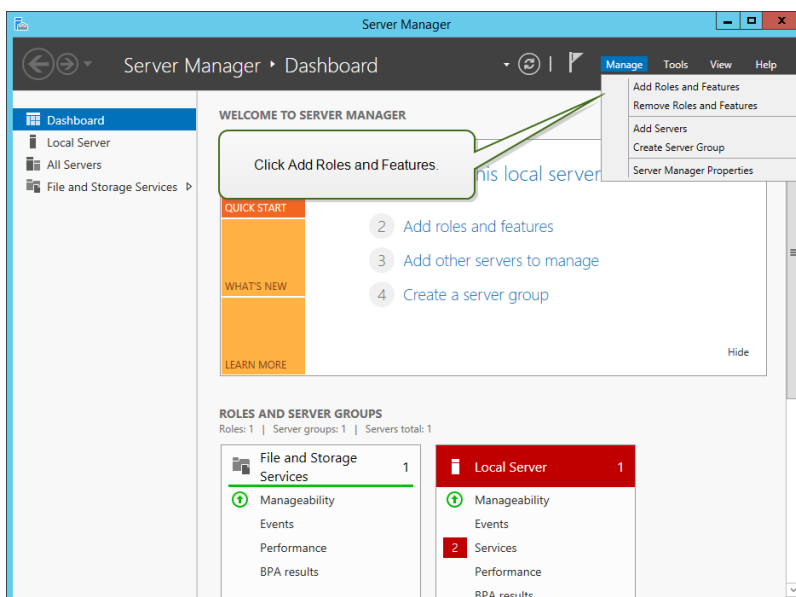 Server Manager
Server Manager • Dashboard
Manage Tools View Help
Add Roles and Features
Remove Roles and Features
Add Servers
Create Server Group
Server Manager Properties
Dashboard
Local Server
All Servers
File and Storage Services
WELCOME TO SERVER MANAGER
Click Add Roles and Features.
this local server
QUICK START
2 Add roles and features
3 Add other servers to manage
WHAT'S NEW
4 Create a server group
Hide
LEARN MORE
ROLES AND SERVER GROUPS
Roles: 1 | Server groups: 1 | Servers total: 1
File and Storage
Services
1
Manageability
Events
Performance
BPA results
Local Server 1
Manageability
Events
2 Services
Performance
BPA results